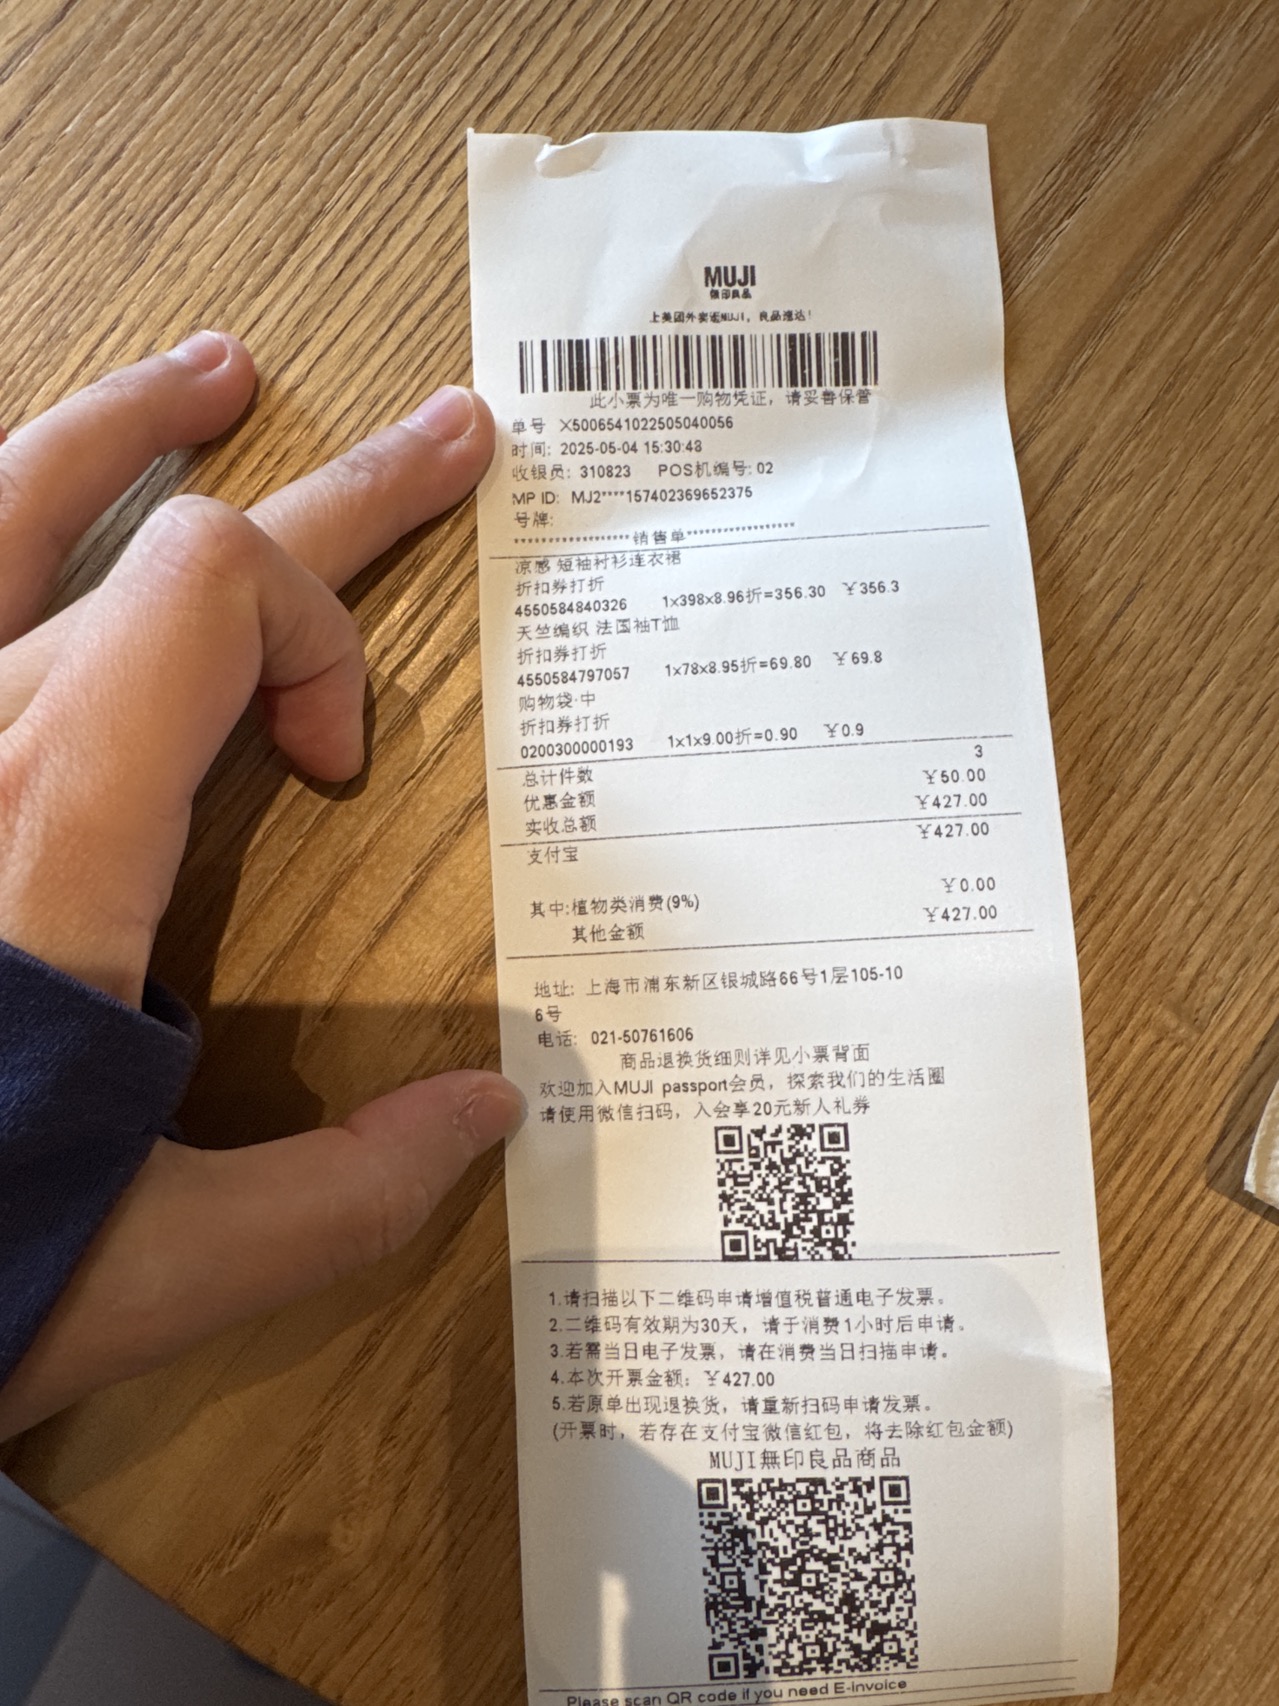 MUJI
無印良品
上美团外卖逛MUJI，良品速达！
此小票为唯一购物凭证，请妥善保管
单号 X5006541022505040056
时间: 2025-05-04 15:30:48
收银员: 310823 POS机编号: 02
MP ID: MJ2****157402369652375
号牌:
******************销售单*****************
凉感 短袖衬衫连衣裙
折扣券打折
4550584840326 1x398x8.96折=356.30 ￥356.3
天竺编织 法国袖T恤
折扣券打折
4550584797057 1x78x8.95折=69.80 ￥69.8
购物袋·中
折扣券打折
0200300000193 1x1x9.00折=0.90 ￥0.9
总计件数 3
优惠金额 ￥50.00
实收总额 ￥427.00
支付宝 ￥427.00
其中:植物类消费(9%) ￥0.00
其他金额 ￥427.00
地址: 上海市浦东新区银城路66号1层105-10
6号
电话: 021-50761606
商品退换货细则详见小票背面
欢迎加入MUJI passport会员，探索我们的生活圈
请使用微信扫码，入会享20元新人礼券
1.请扫描以下二维码申请增值税普通电子发票。
2.二维码有效期为30天，请于消费1小时后申请。
3.若需当日电子发票，请在消费当日扫描申请。
4.本次开票金额: ￥427.00
5.若原单出现退换货，请重新扫码申请发票。
(开票时，若存在支付宝微信红包，将去除红包金额)
MUJI無印良品商品
Please scan QR code if you need E-invoice